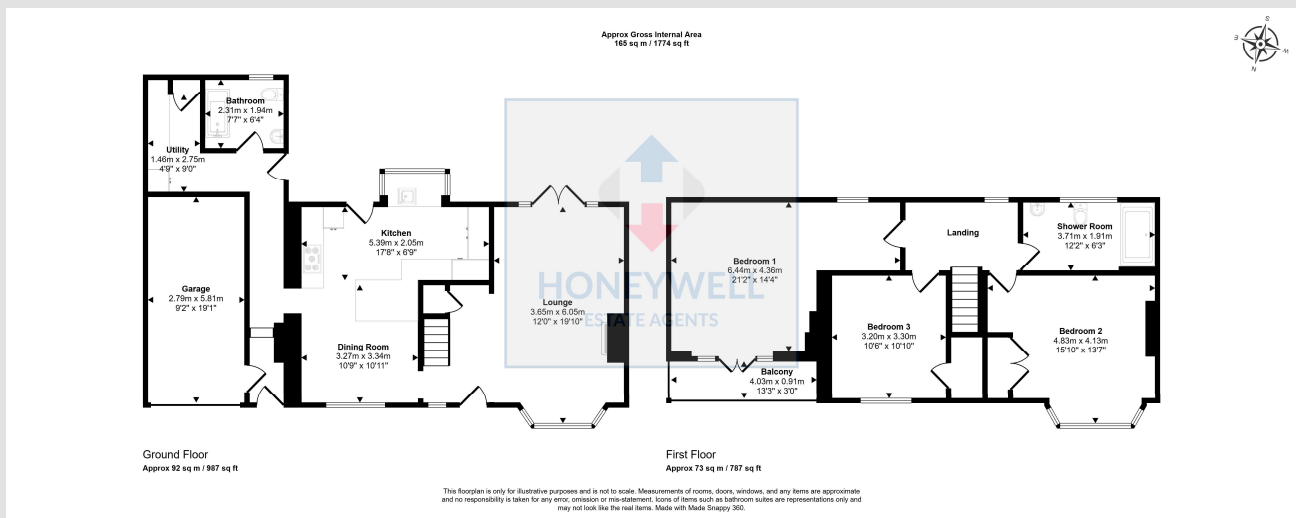 Approx Gross Internal Area
165 sq m / 1774 sq ft
S
E
W
N
Bathroom
2.31m x 1.94m
7'7" x 6'4"
Utility
1.46m x 2.75m
4'9" x 9'0"
Kitchen
5.39m x 2.05m
17'8" x 6'9"
Garage
2.79m x 5.81m
9'2" x 19'1"
Dining Room
3.27m x 3.34m
10'9" x 10'11"
Lounge
3.65m x 6.05m
12'0" x 19'10"
HONEYWELL
ESTATE AGENTS
Bedroom 1
6.44m x 4.36m
21'2" x 14'4"
Landing
Shower Room
3.71m x 1.91m
12'2" x 6'3"
Bedroom 3
3.20m x 3.30m
10'6" x 10'10"
Bedroom 2
4.83m x 4.13m
15'10" x 13'7"
Balcony
4.03m x 0.91m
13'3" x 3'0"
Ground Floor
Approx 92 sq m / 987 sq ft
First Floor
Approx 73 sq m / 787 sq ft
This floorplan is only for illustrative purposes and is not to scale. Measurements of rooms, doors, windows, and any items are approximate
and no responsibility is taken for any error, omission or mis-statement. Icons of items such as bathroom suites are representations only and
may not look like the real items. Made with Made Snappy 360.